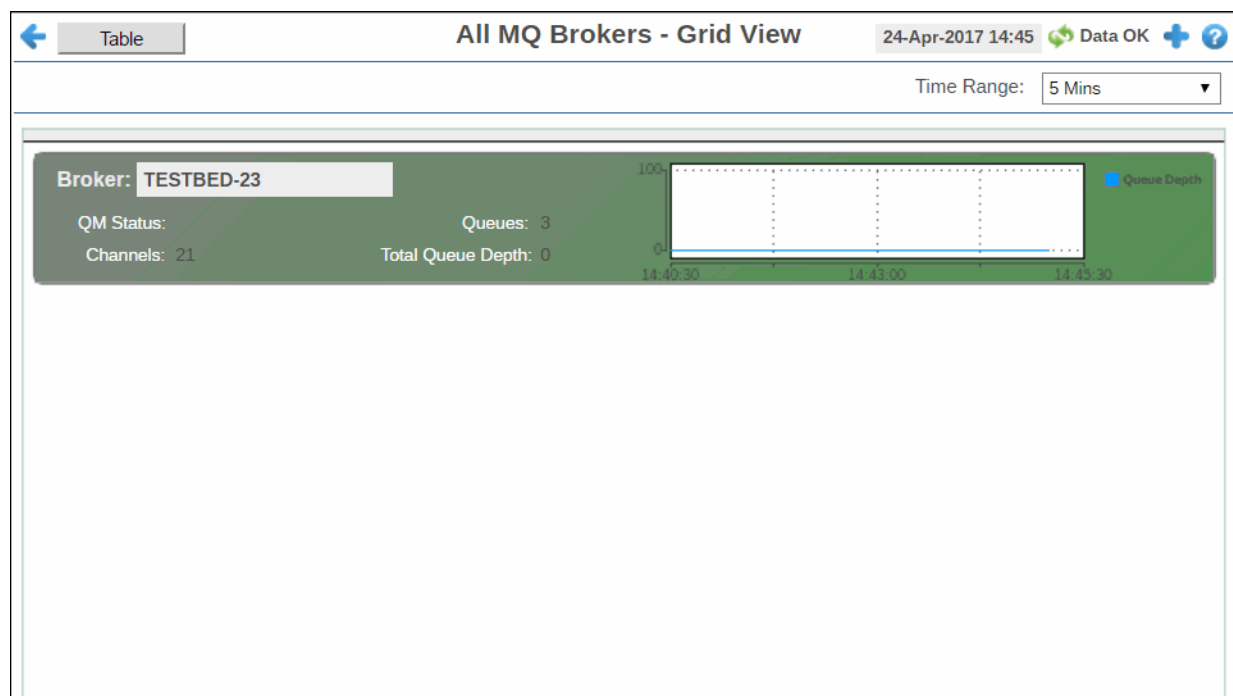 Table All MQ Brokers - Grid View 24-Apr-2017 14:45 Data OK
Time Range: 5 Mins
Broker: TESTBED-23
QM Status: Queues: 3
Channels: 21 Total Queue Depth: 0
100
0
14:40:30 14:43:00 14:45:30
Queue Depth